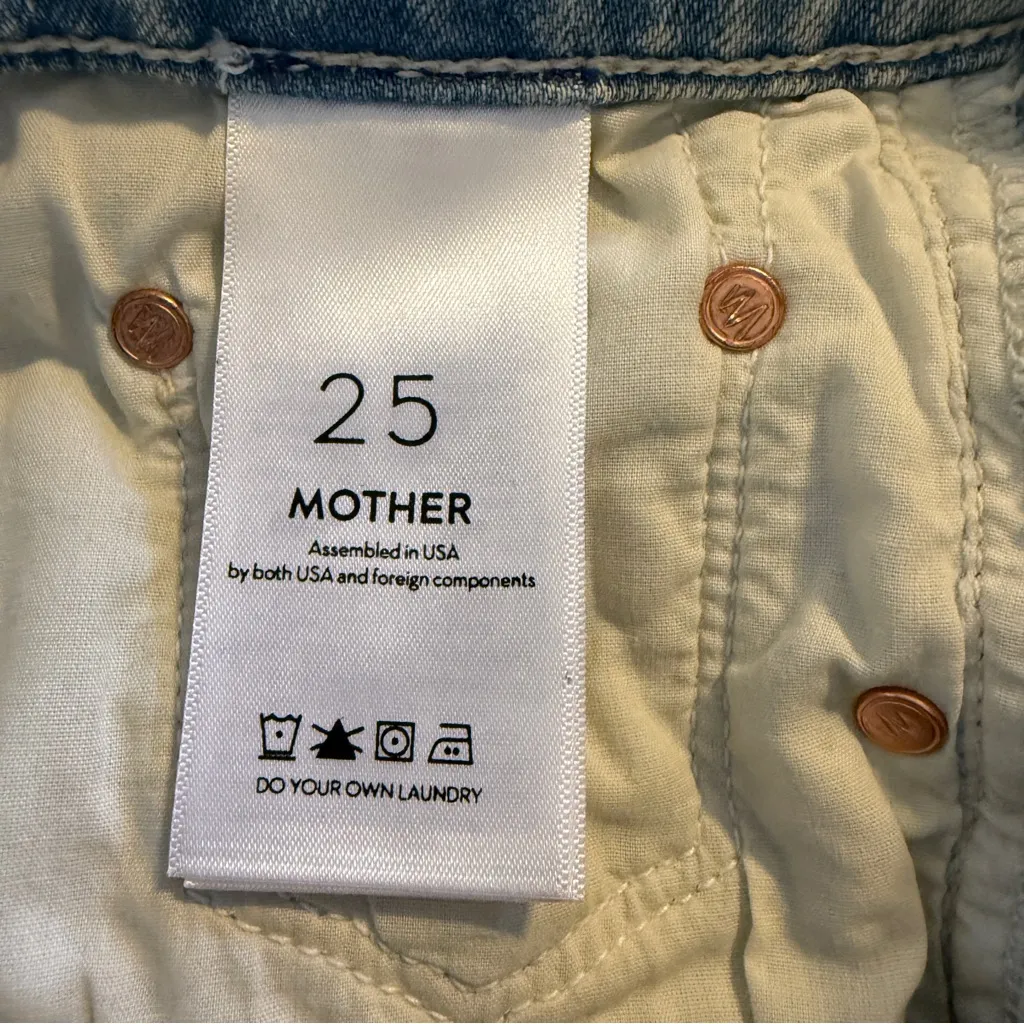 25
MOTHER
Assembled in USA
by both USA and foreign components
DO YOUR OWN LAUNDRY